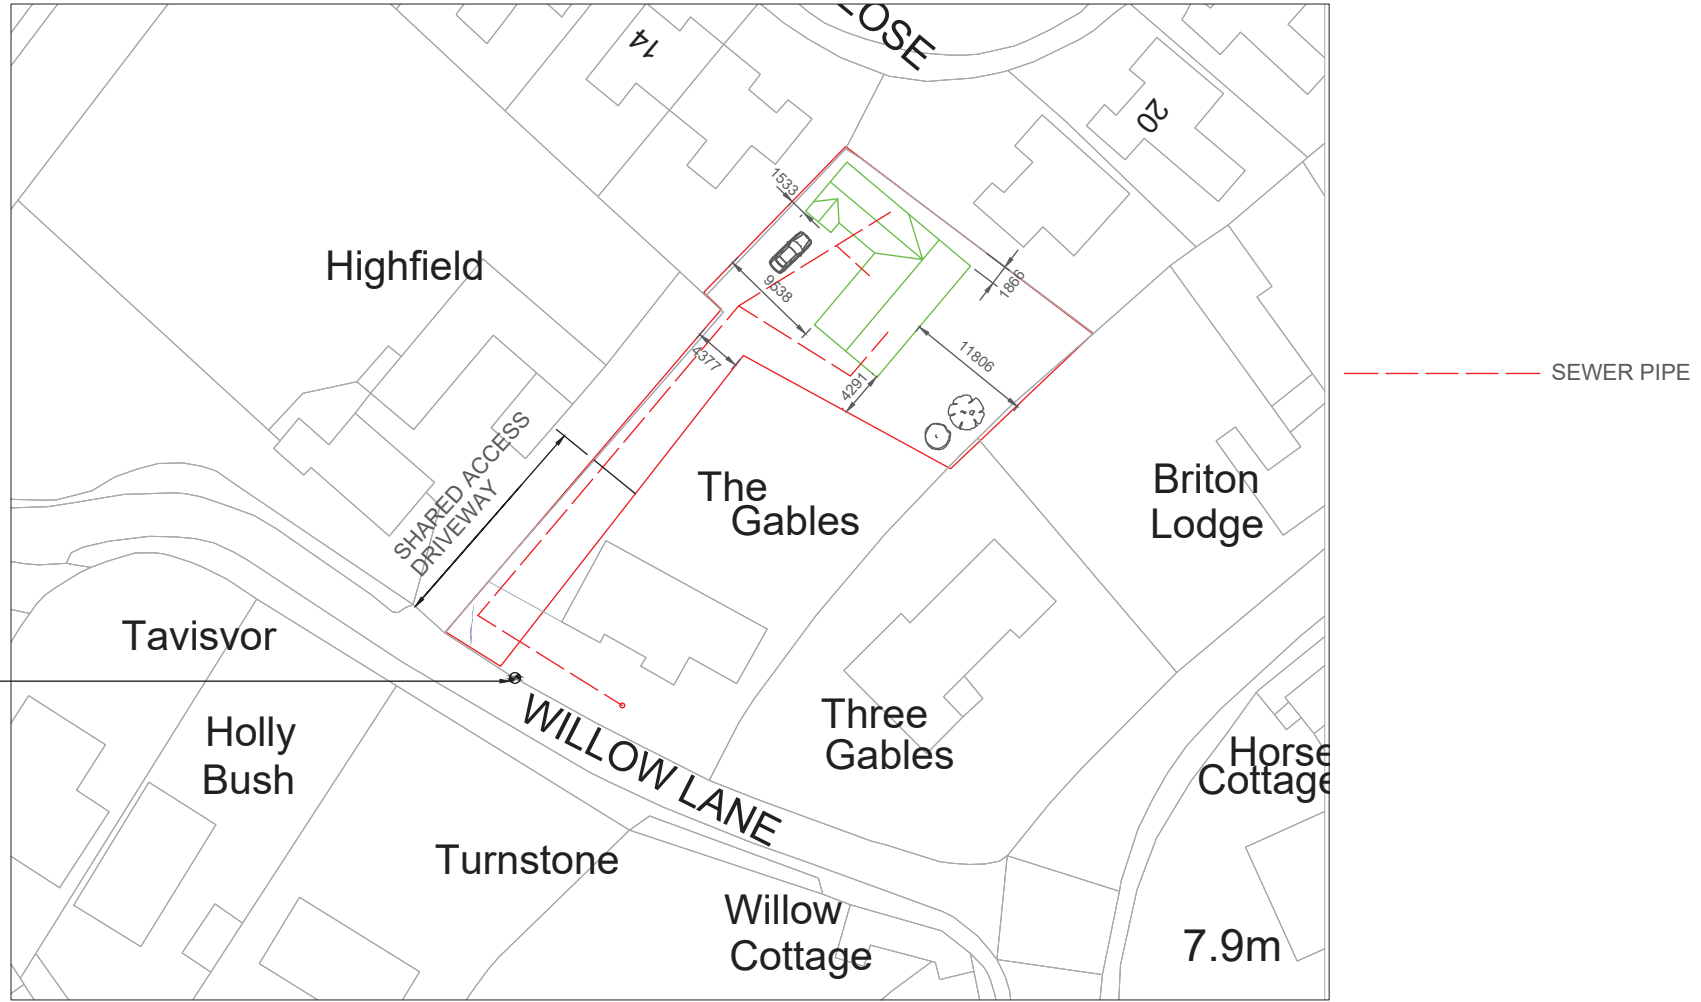 LOSE
14
20
1533
Highfield
1866
9538
4377
11806
SEWER PIPE
4291
SHARED ACCESS
DRIVEWAY
The
Gables
Briton
Lodge
Tavisvor
Holly
Bush
WILLOW LANE
Three
Gables
Horse
Cottage
Turnstone
Willow
Cottage
7.9m